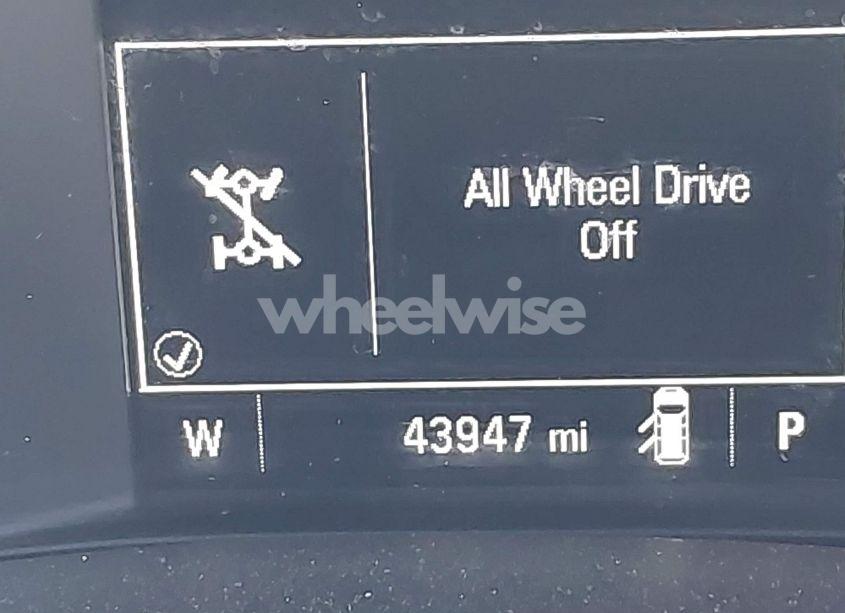 All Wheel Drive
Off
wheelwise
W 43947 mi P